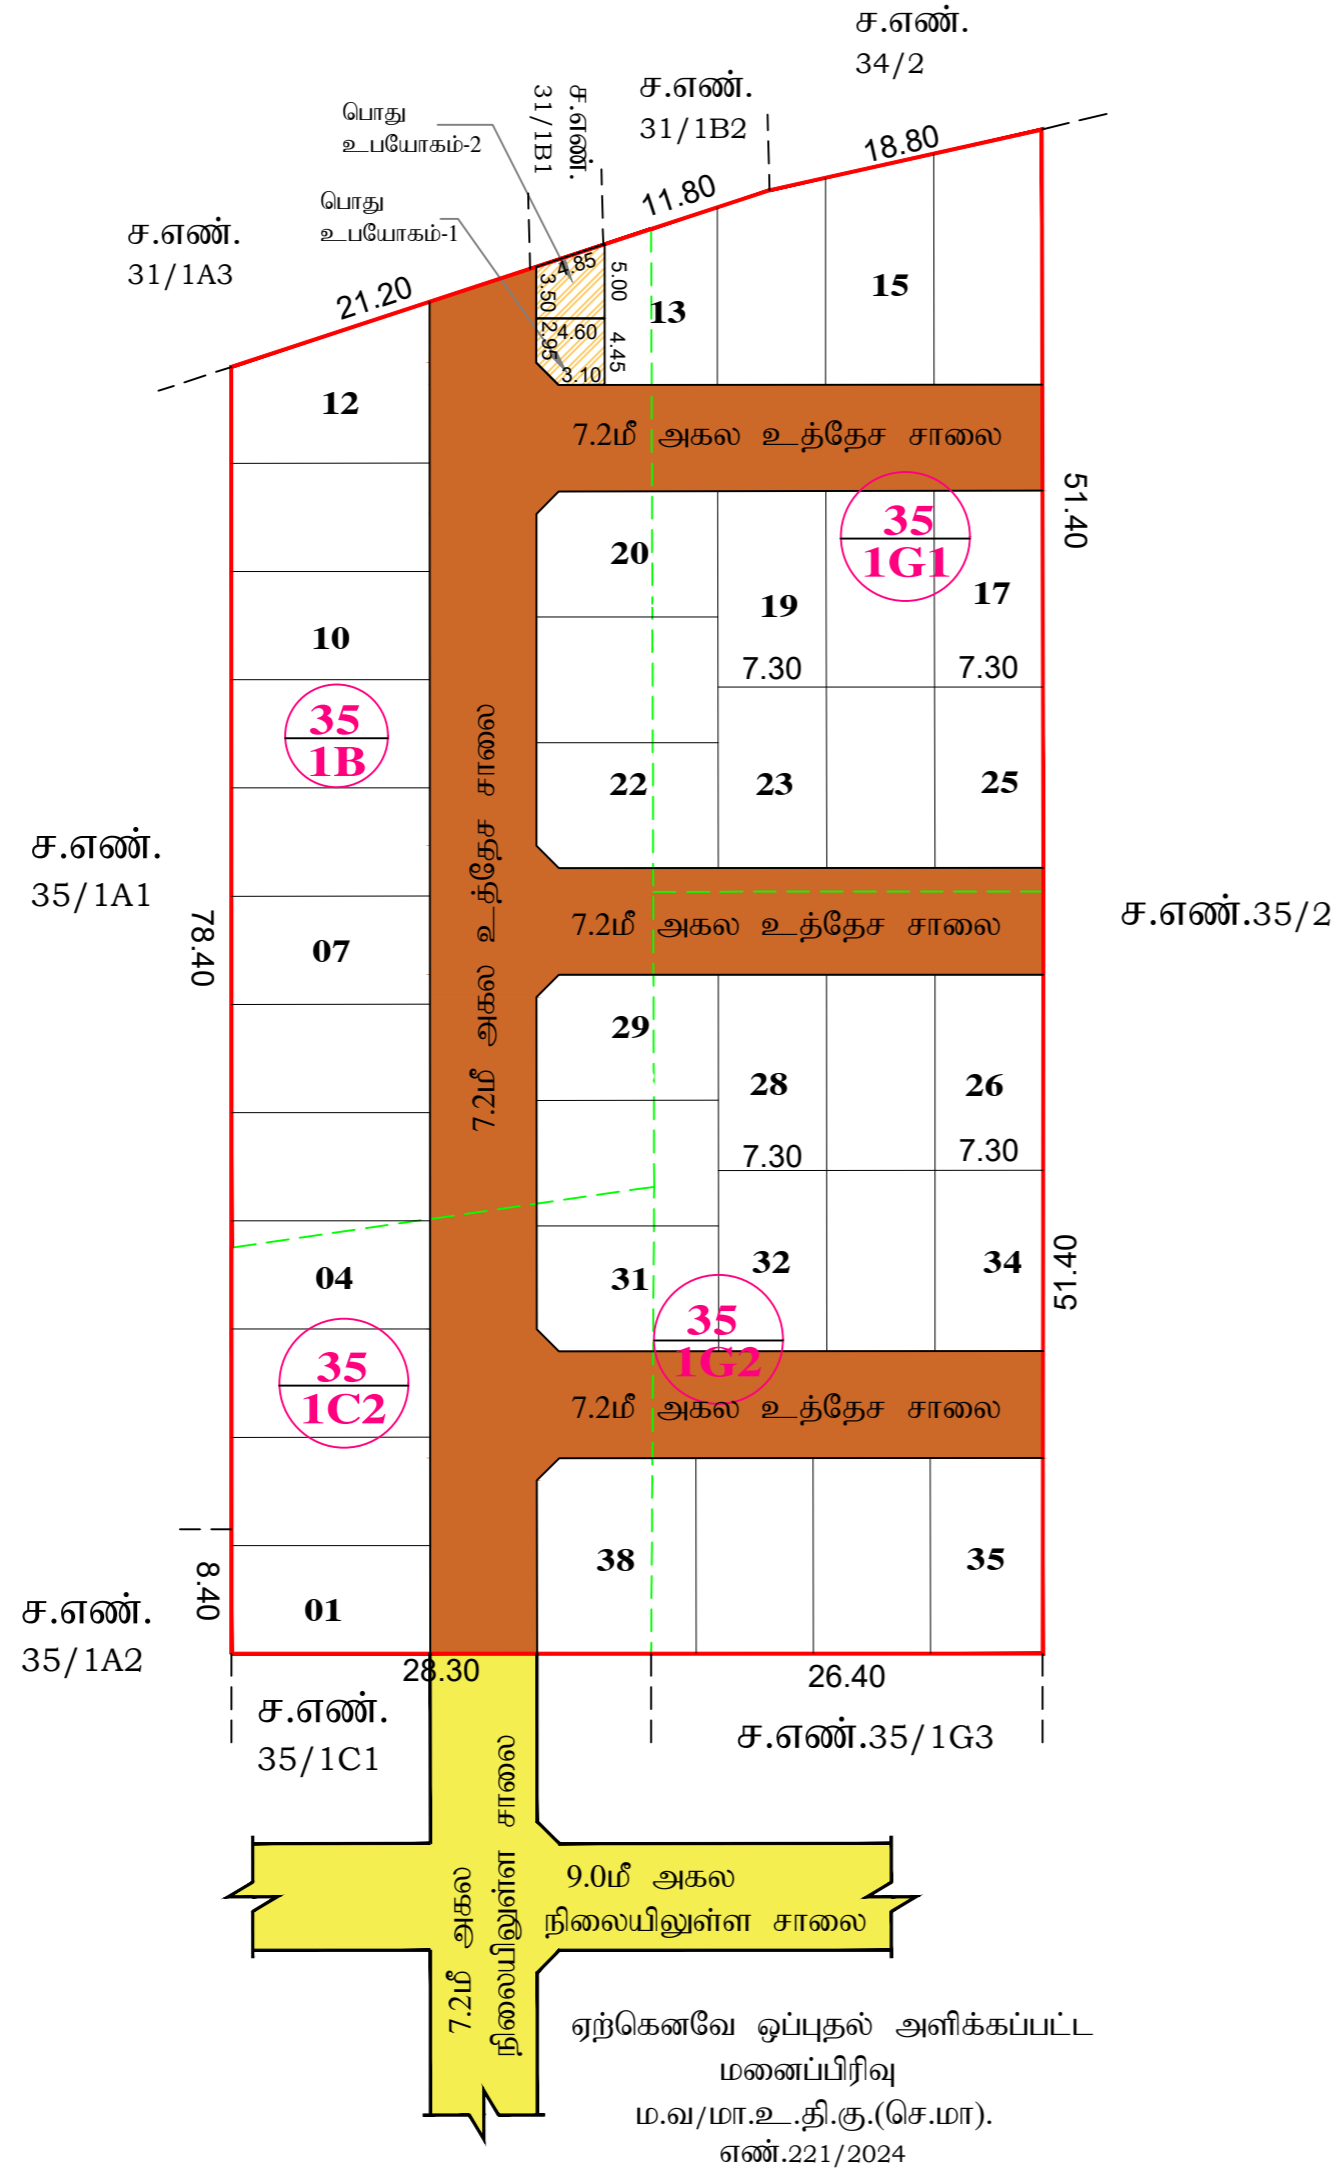 ச.எண்.
34/2
ச.எண்.
31/1B2
ச.எண்.
31/1B1
பொது
உபயோகம்-2
பொது
உபயோகம்-1
ச.எண்.
31/1A3
18.80
11.80
21.20
4.85
3.50
5.00
4.60
2.95
4.45
3.10
13
15
12
7.2மீ அகல உத்தேச சாலை
51.40
35
1G1
20
19
17
7.30
7.30
10
35
1B
22
23
25
7.2மீ அகல உத்தேச சாலை
ச.எண்.
35/1A1
78.40
07
7.2மீ அகல உத்தேச சாலை
ச.எண்.35/2
29
28
26
7.30
7.30
04
31
32
34
51.40
35
1G2
35
1C2
7.2மீ அகல உத்தேச சாலை
38
35
8.40
01
ச.எண்.
35/1A2
28.30
26.40
ச.எண்.
35/1C1
ச.எண்.35/1G3
7.2மீ அகல
நிலையிலுள்ள சாலை
9.0மீ அகல
நிலையிலுள்ள சாலை
ஏற்கெனவே ஒப்புதல் அளிக்கப்பட்ட
மனைப்பிரிவு
ம.வ/மா.உ.தி.கு.(செ.மா).
எண்.221/2024